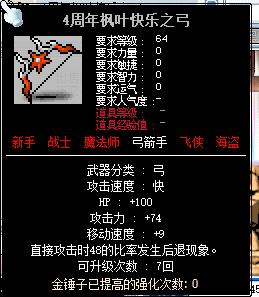 4周年枫叶快乐之弓
要求等级: 64
要求力量: 0
要求敏捷: 0
要求智力: 0
要求运气: 0
要求人气度: -
道具等级: -
道具经验值: -
新手 战士 魔法师 弓箭手 飞侠 海盗
武器分类: 弓
攻击速度: 快
HP: +100
攻击力: +74
移动速度: +9
直接攻击时48的比率发生后退现象。
可升级次数: 7回
金锤子已提高的强化次数: 0